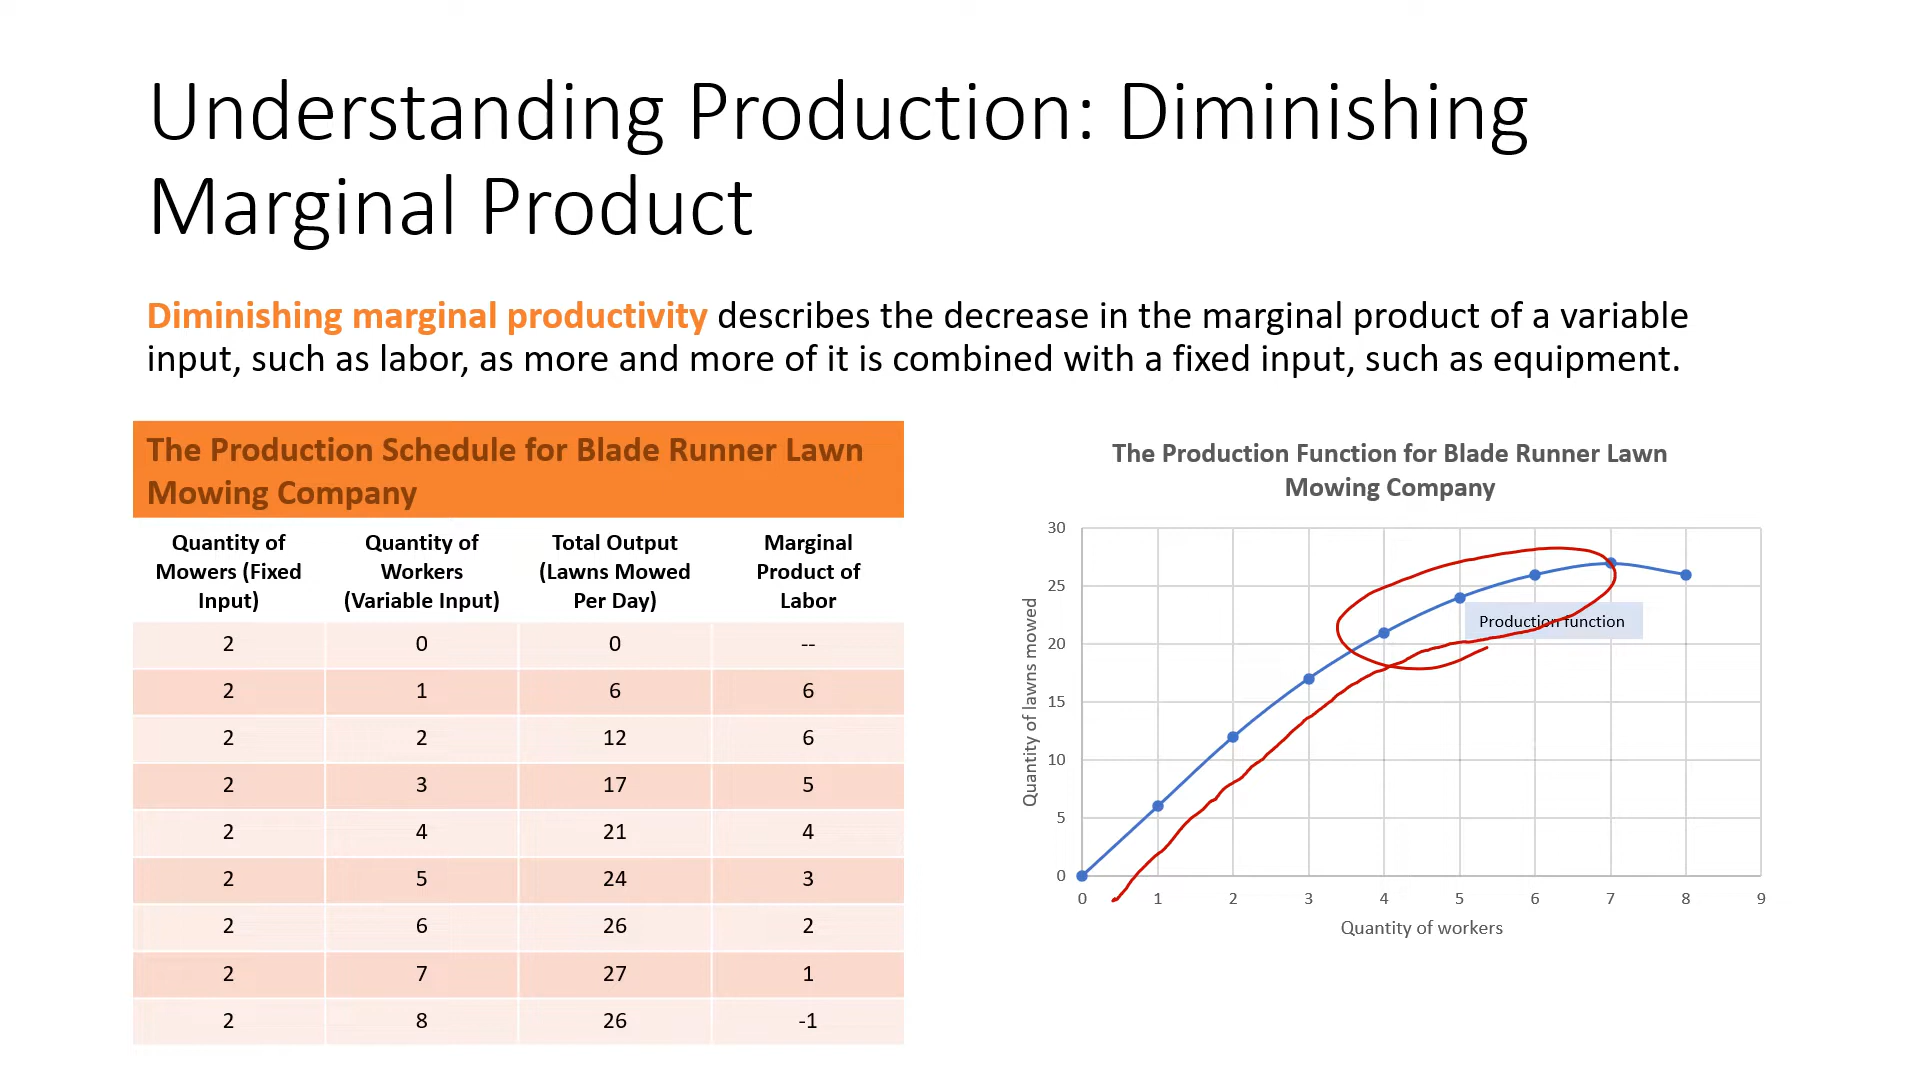 Understanding Production: Diminishing
Marginal Product
Diminishing marginal productivity describes the decrease in the marginal product of a variable
input, such as labor, as more and more of it is combined with a fixed input, such as equipment.
The Production Schedule for Blade Runner Lawn
Mowing Company
Quantity of Mowers (Fixed Input) Quantity of Workers (Variable Input) Total Output (Lawns Mowed Per Day) Marginal Product of Labor
2 0 0 --
2 1 6 6
2 2 12 6
2 3 17 5
2 4 21 4
2 5 24 3
2 6 26 2
2 7 27 1
2 8 26 -1
The Production Function for Blade Runner Lawn
Mowing Company
Quantity of lawns mowed
30
25
20
15
10
5
0
Production function
0 1 2 3 4 5 6 7 8 9
Quantity of workers